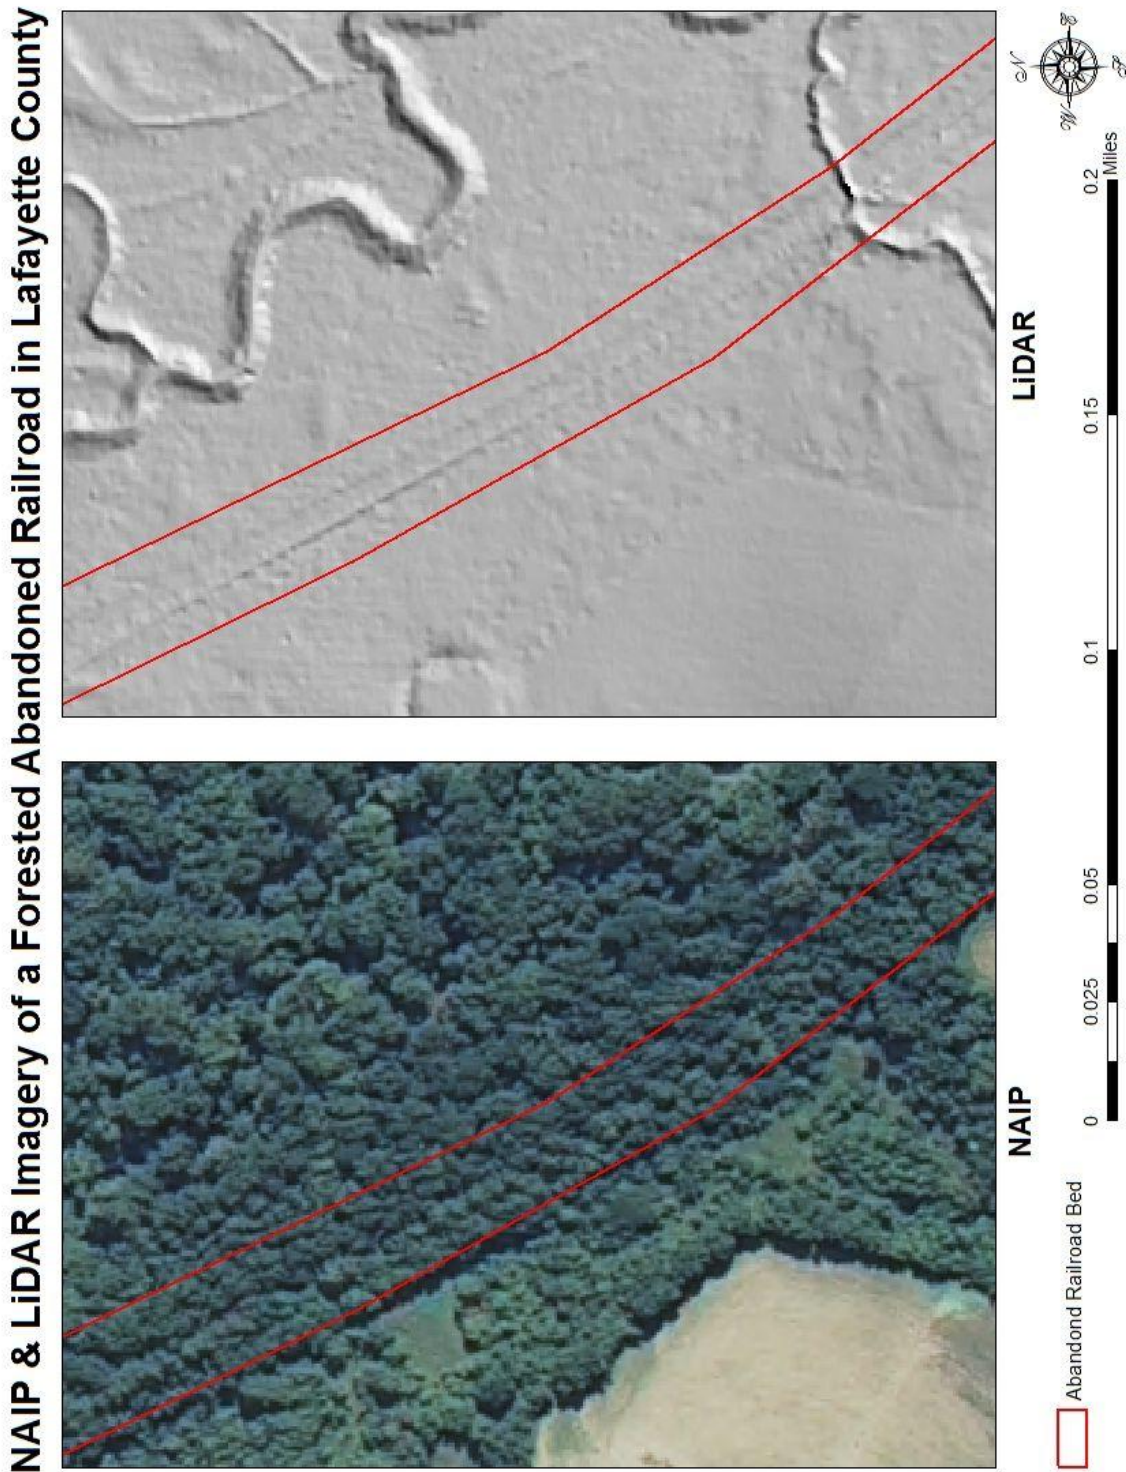 NAIP & LiDAR Imagery of a Forested Abandoned Railroad in Lafayette County
NAIP
LiDAR
Abandond Railroad Bed
0 0.025 0.05 0.1 0.15 0.2
Miles
N
W E
S